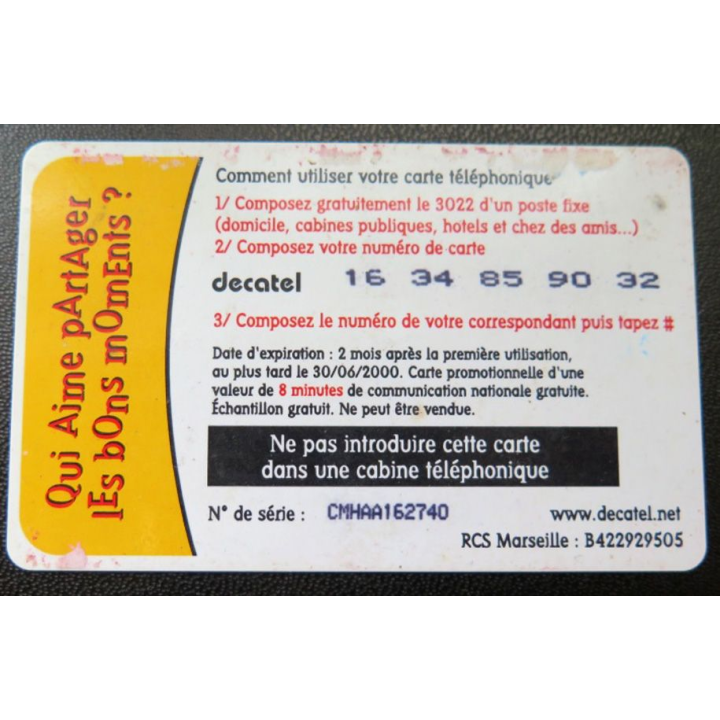 Qui Aime pArtAger
lEs bOns mOmEnts ?
Comment utiliser votre carte téléphonique
1/ Composez gratuitement le 3022 d'un poste fixe
(domicile, cabines publiques, hotels et chez des amis...)
2/ Composez votre numéro de carte
decatel 16 34 85 90 32
3/ Composez le numéro de votre correspondant puis tapez #
Date d'expiration : 2 mois après la première utilisation,
au plus tard le 30/06/2000. Carte promotionnelle d'une
valeur de 8 minutes de communication nationale gratuite.
Échantillon gratuit. Ne peut être vendue.
Ne pas introduire cette carte
dans une cabine téléphonique
N° de série : CMHAA162740
www.decatel.net
RCS Marseille : B422929505